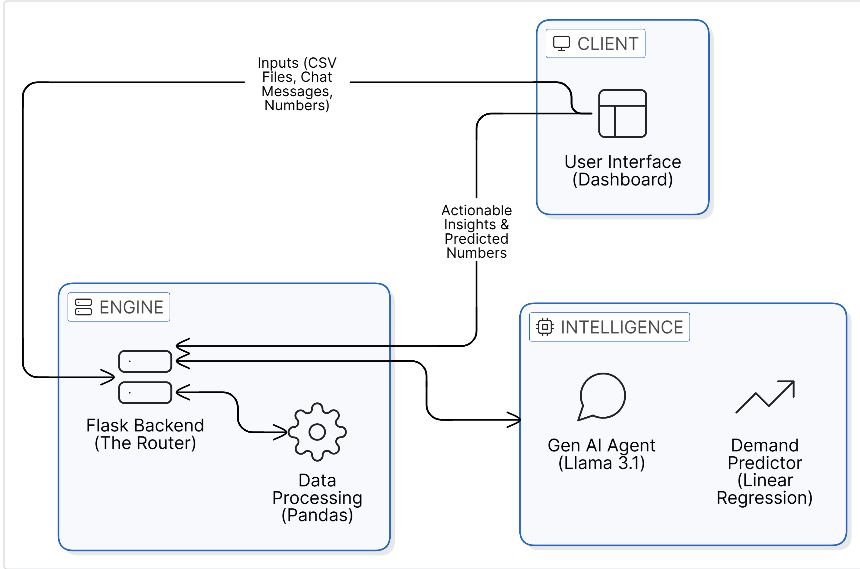 CLIENT
Inputs (CSV
Files, Chat
Messages,
Numbers)
User Interface
(Dashboard)
Actionable
Insights &
Predicted
Numbers
ENGINE
Flask Backend
(The Router)
Data
Processing
(Pandas)
INTELLIGENCE
Gen AI Agent
(Llama 3.1)
Demand
Predictor
(Linear
Regression)